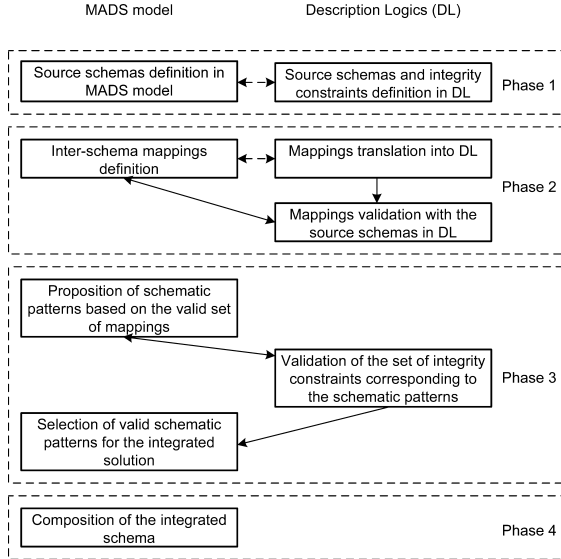 MADS model
Description Logics (DL)
Source schemas definition in
MADS model
Source schemas and integrity
constraints definition in DL
Phase 1
Inter-schema mappings
definition
Mappings translation into DL
Phase 2
Mappings validation with the
source schemas in DL
Proposition of schematic
patterns based on the valid set
of mappings
Validation of the set of integrity
constraints corresponding to
the schematic patterns
Phase 3
Selection of valid schematic
patterns for the integrated
solution
Composition of the integrated
schema
Phase 4